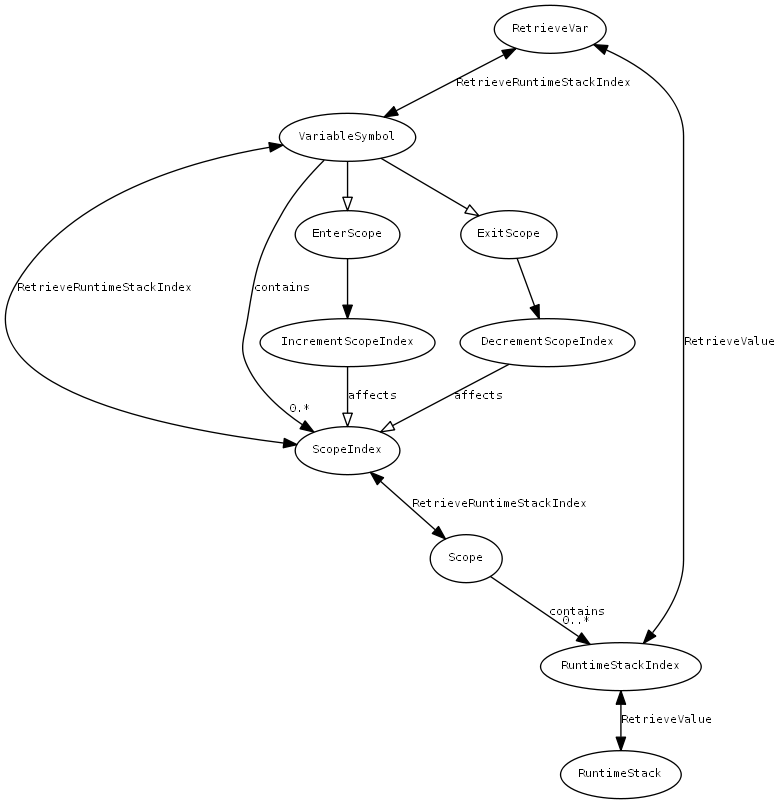 RetrieveVar
RetrieveRuntimeStackIndex
VariableSymbol
EnterScope
ExitScope
RetrieveRuntimeStackIndex
contains
IncrementScopeIndex
DecrementScopeIndex
RetrieveValue
affects
affects
0.*
ScopeIndex
RetrieveRuntimeStackIndex
Scope
contains
0..*
RuntimeStackIndex
RetrieveValue
RuntimeStack